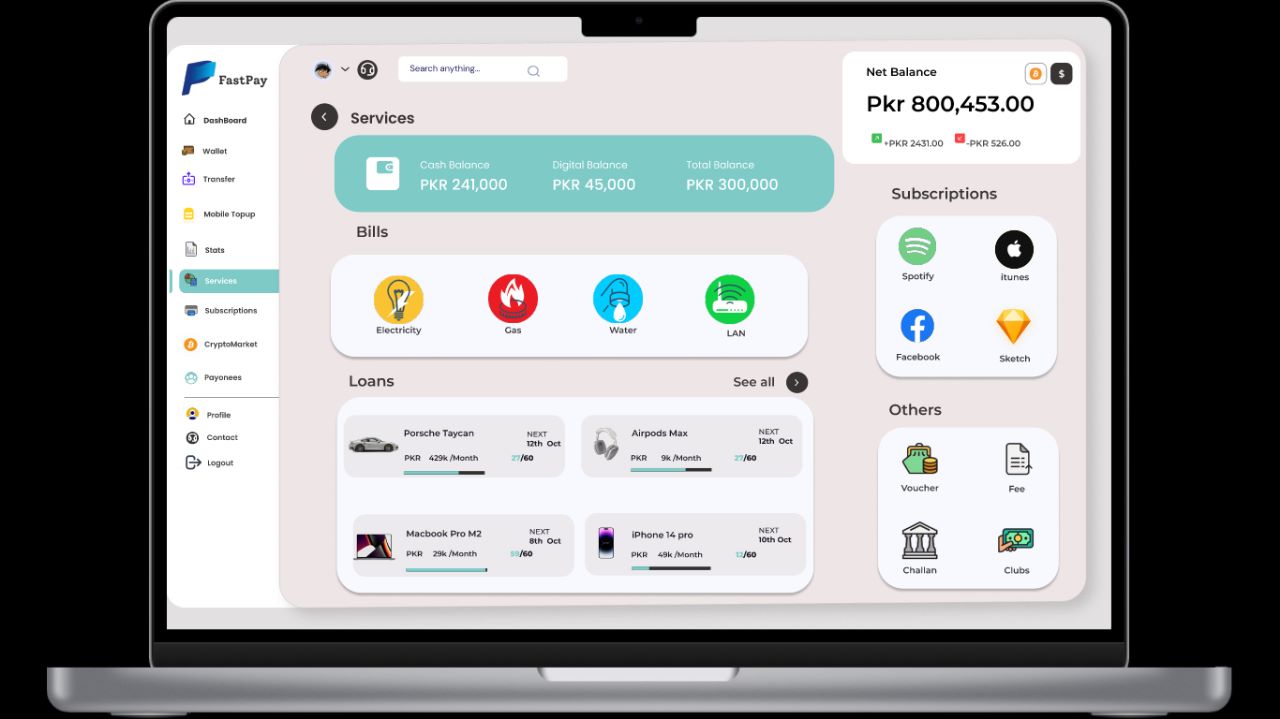 FastPay
DashBoard
Wallet
Transfer
Mobile Topup
Stats
Services
Subscriptions
CryptoMarket
Payonees
Profile
Contact
Logout
Search anything...
Services
Cash Balance
PKR 241,000
Digital Balance
PKR 45,000
Total Balance
PKR 300,000
Bills
Electricity
Gas
Water
LAN
Loans
See all
Porsche Taycan
NEXT
12th Oct
PKR 429k /Month
27/60
Airpods Max
NEXT
12th Oct
PKR 9k /Month
27/60
Macbook Pro M2
NEXT
8th Oct
PKR 29k /Month
59/60
iPhone 14 pro
NEXT
10th Oct
PKR 49k /Month
12/60
Net Balance
$
Pkr 800,453.00
+PKR 2431.00
-PKR 526.00
Subscriptions
Spotify
itunes
Facebook
Sketch
Others
Voucher
Fee
Challan
Clubs